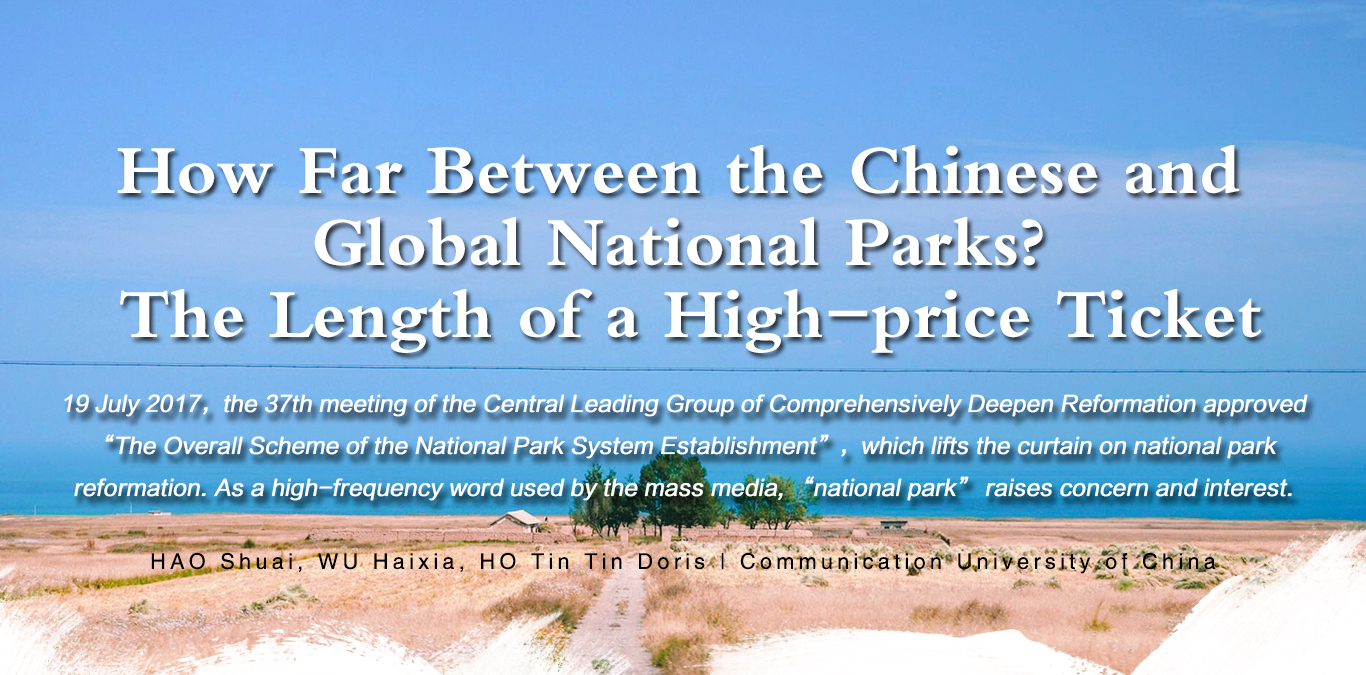 How Far Between the Chinese and
Global National Parks?
The Length of a High-price Ticket
19 July 2017, the 37th meeting of the Central Leading Group of Comprehensively Deepen Reformation approved
“The Overall Scheme of the National Park System Establishment”, which lifts the curtain on national park
reformation. As a high-frequency word used by the mass media, “national park” raises concern and interest.
HAO Shuai, WU Haixia, HO Tin Tin Doris | Communication University of China